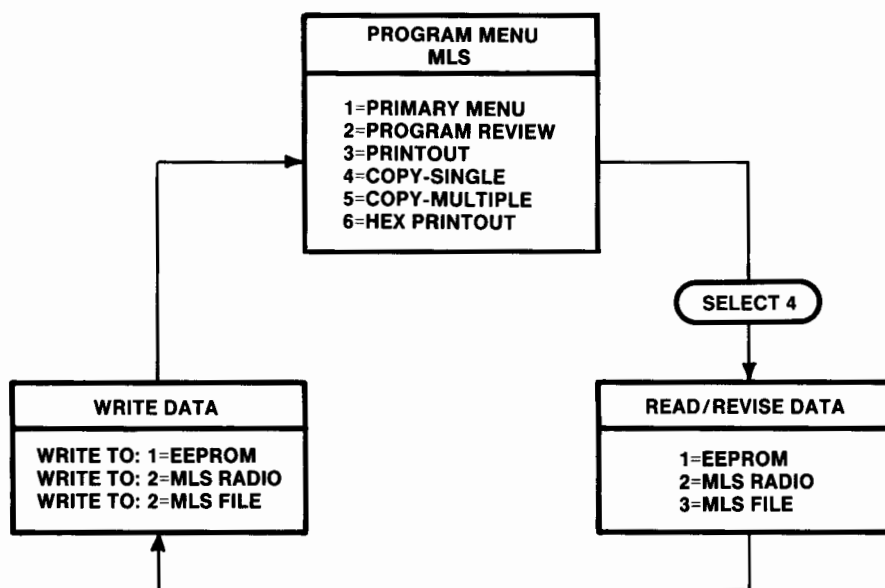 PROGRAM MENU
MLS
1=PRIMARY MENU
2=PROGRAM REVIEW
3=PRINTOUT
4=COPY-SINGLE
5=COPY-MULTIPLE
6=HEX PRINTOUT
SELECT 4
WRITE DATA
WRITE TO: 1=EEPROM
WRITE TO: 2=MLS RADIO
WRITE TO: 2=MLS FILE
READ/REVISE DATA
1=EEPROM
2=MLS RADIO
3=MLS FILE